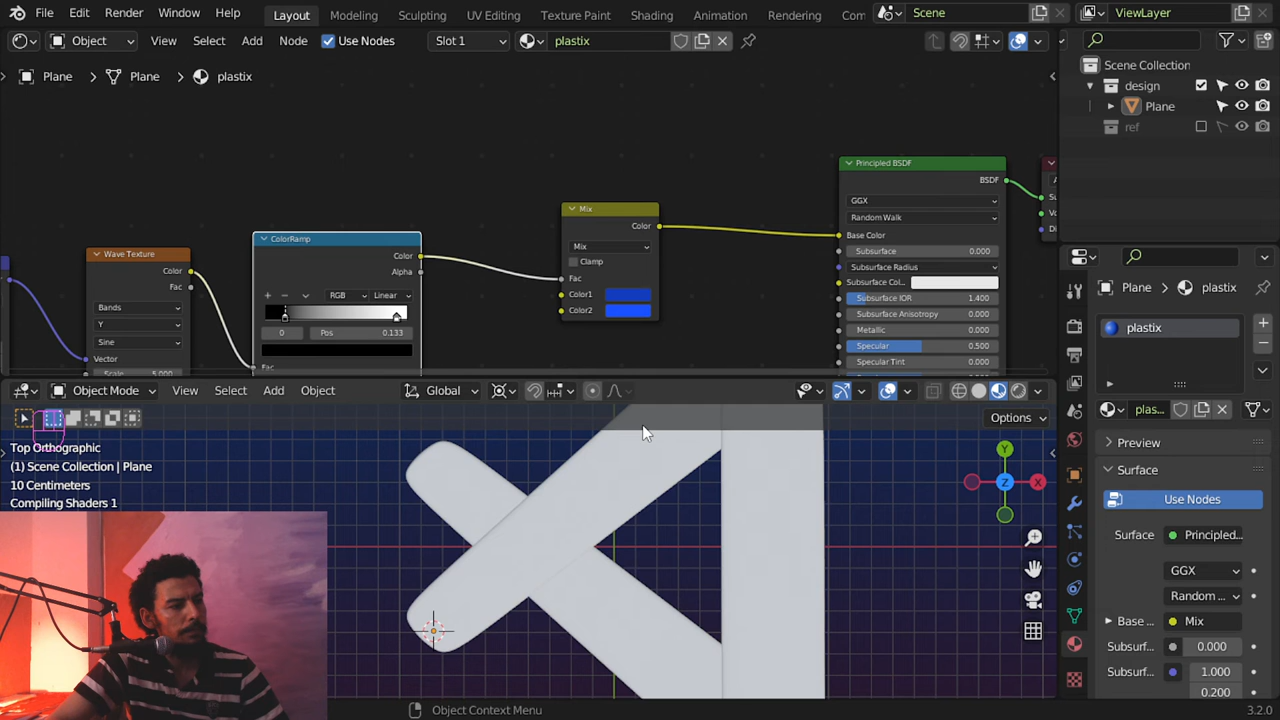 File Edit Render Window Help Layout Modeling Sculpting UV Editing Texture Paint Shading Animation Rendering Com Scene ViewLayer
Object View Select Add Node Use Nodes Slot 1 plastix
Plane Plane plastix
Scene Collection
design
Plane
ref
Principled BSDF
BSDF
GGX
Random Walk
Base Color
Subsurface 0.000
Subsurface Radius
Subsurface Col..
Subsurface IOR 1.400
Subsurface Anisotropy 0.000
Metallic 0.000
Specular 0.500
Specular Tint 0.000
Mix
Color
Mix
Clamp
Fac
Color1
Color2
ColorRamp
Color
Alpha
RGB Linear
0 Pos 0.133
Fac
Wave Texture
Color
Fac
Bands
Y
Sine
Vector
Scale 5.000
Plane plastix
plastix
plas...
Preview
Surface
Use Nodes
Surface Principled...
GGX
Random ...
Base ... Mix
Subsurf.. 0.000
Subsurf... 1.000
0.200
Object Mode View Select Add Object Global
Options
Top Orthographic
(1) Scene Collection | Plane
10 Centimeters
Compiling Shaders 1
Y
X
Z
Object Context Menu
3.2.0